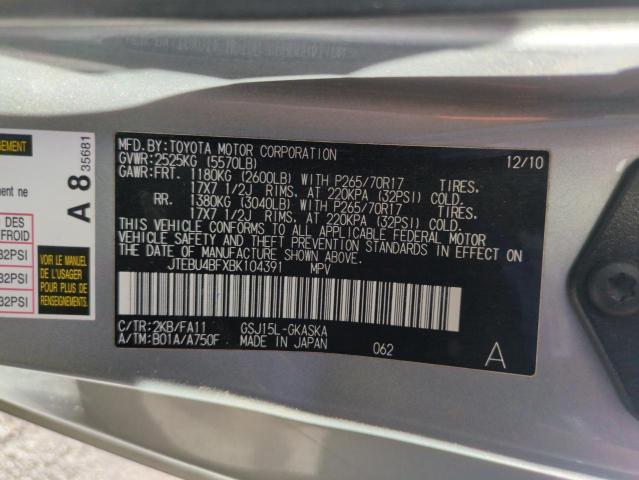 MFD. BY: TOYOTA MOTOR CORPORATION 12/10
GVWR: 2525KG (5570LB)
GAWR: FRT. 1180KG (2600LB) WITH P265/70R17 TIRES.
17X7 1/2J RIMS, AT 220KPA (32PSI) COLD.
RR. 1380KG (3040LB) WITH P265/70R17 TIRES.
17X7 1/2J RIMS, AT 220KPA (32PSI) COLD.
THIS VEHICLE CONFORMS TO ALL APPLICABLE FEDERAL MOTOR
VEHICLE SAFETY AND THEFT PREVENTION STANDARDS IN EFFECT ON
THE DATE OF MANUFACTURE SHOWN ABOVE.
JTEBU4BFXBK104391 MPV
C/TR: 2KB/FA11 GSJ15L-GKASKA
A/TM: B01A/A750F MADE IN JAPAN 062 A
A 8 35681
ment ne
DES
FROID
32PSI
32PSI
VOIR LE MANUEL
DE L'USAGER
POUR PLUS DE
RENSEIGNEMENTS